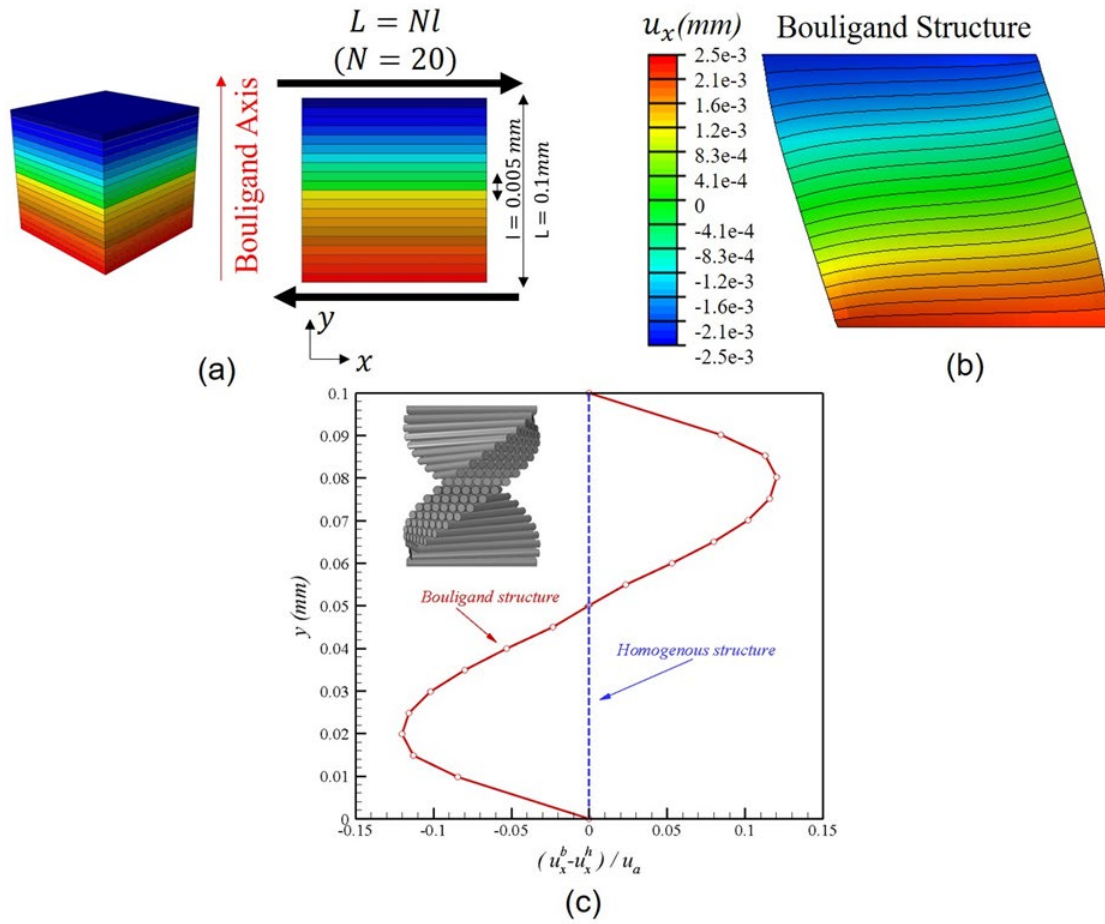 L = Nl
(N = 20)
Bouligand Axis
l = 0.005 mm
L = 0.1mm
y
x
(a)
u_x(mm)
Bouligand Structure
2.5e-3
2.1e-3
1.6e-3
1.2e-3
8.3e-4
4.1e-4
0
-4.1e-4
-8.3e-4
-1.2e-3
-1.6e-3
-2.1e-3
-2.5e-3
(b)
0.1
0.09
0.08
0.07
0.06
0.05
0.04
0.03
0.02
0.01
0
y (mm)
Bouligand structure
Homogenous structure
-0.15
-0.1
-0.05
0
0.05
0.1
0.15
(u_x^b-u_x^h)/u_a
(c)